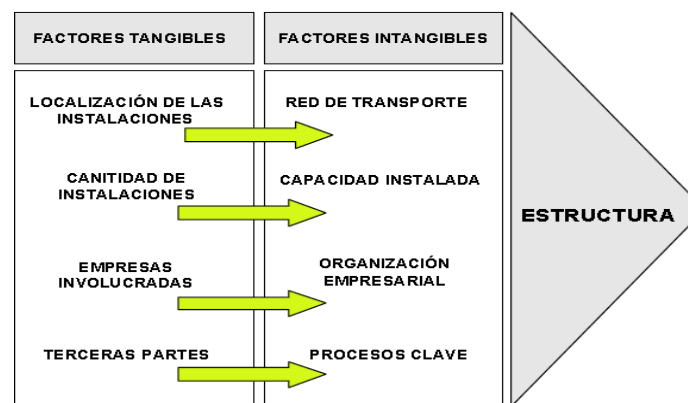 FACTORES TANGIBLES
FACTORES INTANGIBLES
LOCALIZACIÓN DE LAS
INSTALACIONES
RED DE TRANSPORTE
CANITIDAD DE
INSTALACIONES
CAPACIDAD INSTALADA
EMPRESAS
INVOLUCRADAS
ORGANIZACIÓN
EMPRESARIAL
TERCERAS PARTES
PROCESOS CLAVE
ESTRUCTURA